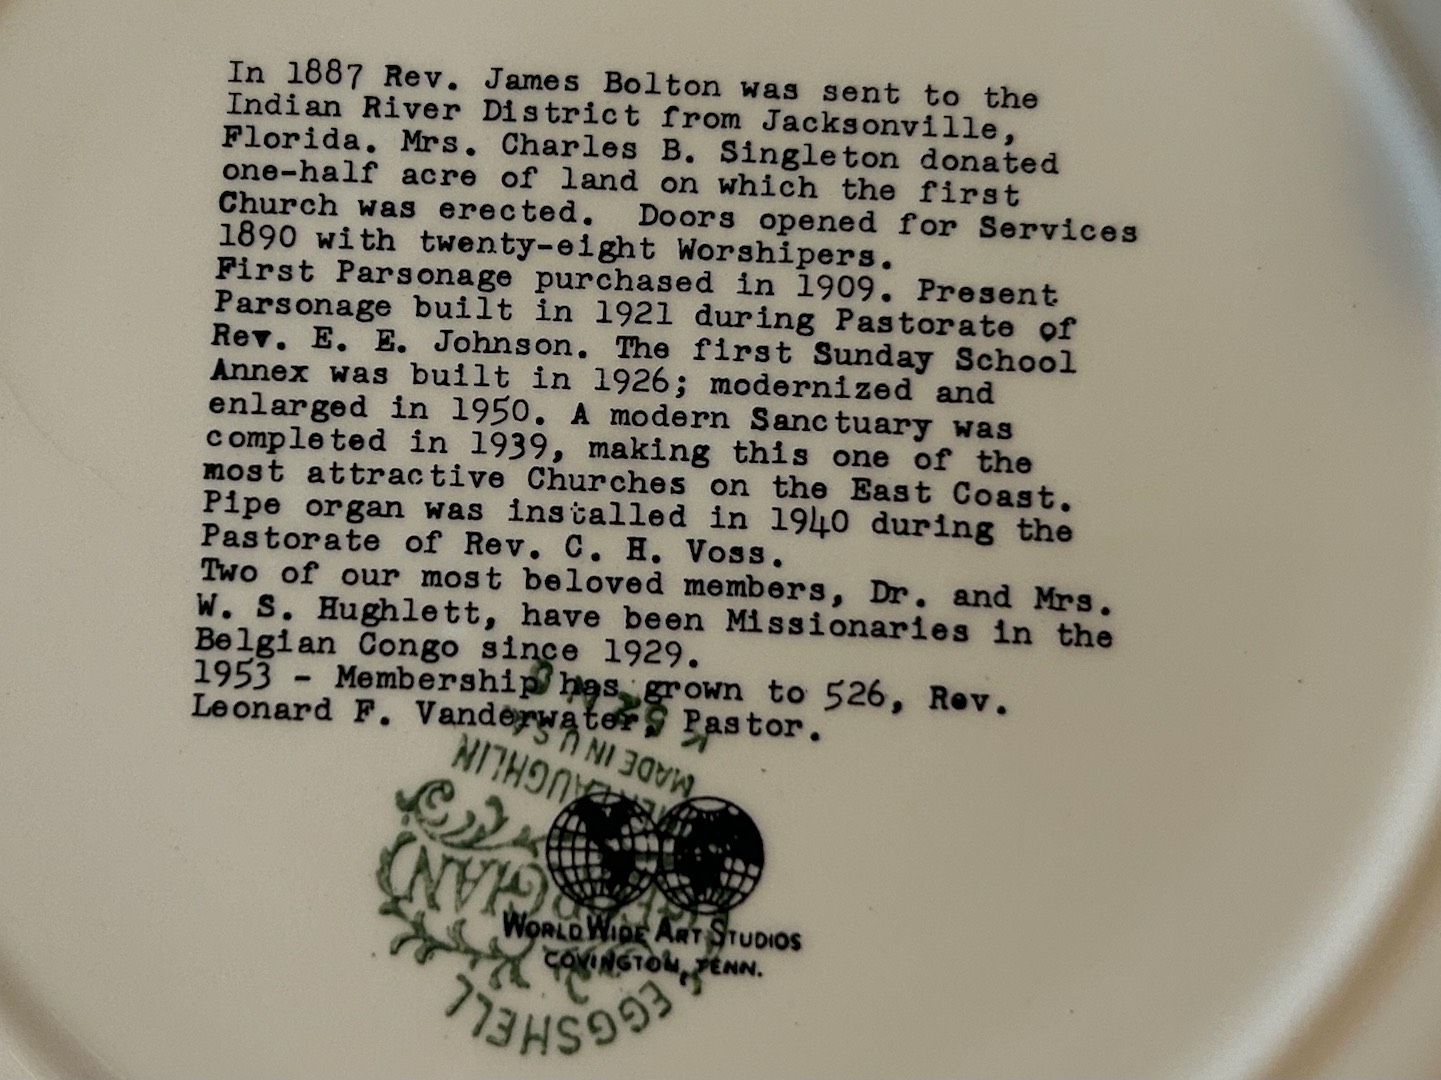 In 1887 Rev. James Bolton was sent to the
Indian River District from Jacksonville,
Florida. Mrs. Charles B. Singleton donated
one-half acre of land on which the first
Church was erected. Doors opened for Services
1890 with twenty-eight Worshipers.
First Parsonage purchased in 1909. Present
Parsonage built in 1921 during Pastorate of
Rev. E. E. Johnson. The first Sunday School
Annex was built in 1926; modernized and
enlarged in 1950. A modern Sanctuary was
completed in 1939, making this one of the
most attractive Churches on the East Coast.
Pipe organ was installed in 1940 during the
Pastorate of Rev. C. H. Voss.
Two of our most beloved members, Dr. and Mrs.
W. S. Hughlett, have been Missionaries in the
Belgian Congo since 1929.
1953 - Membership has grown to 526, Rev.
Leonard F. Vanderwater, Pastor.
MADE IN U.S.A.
LAUGHLIN
GEORGIAN
WORLD WIDE ART STUDIOS
COVINGTON, TENN.
EGGSHELL